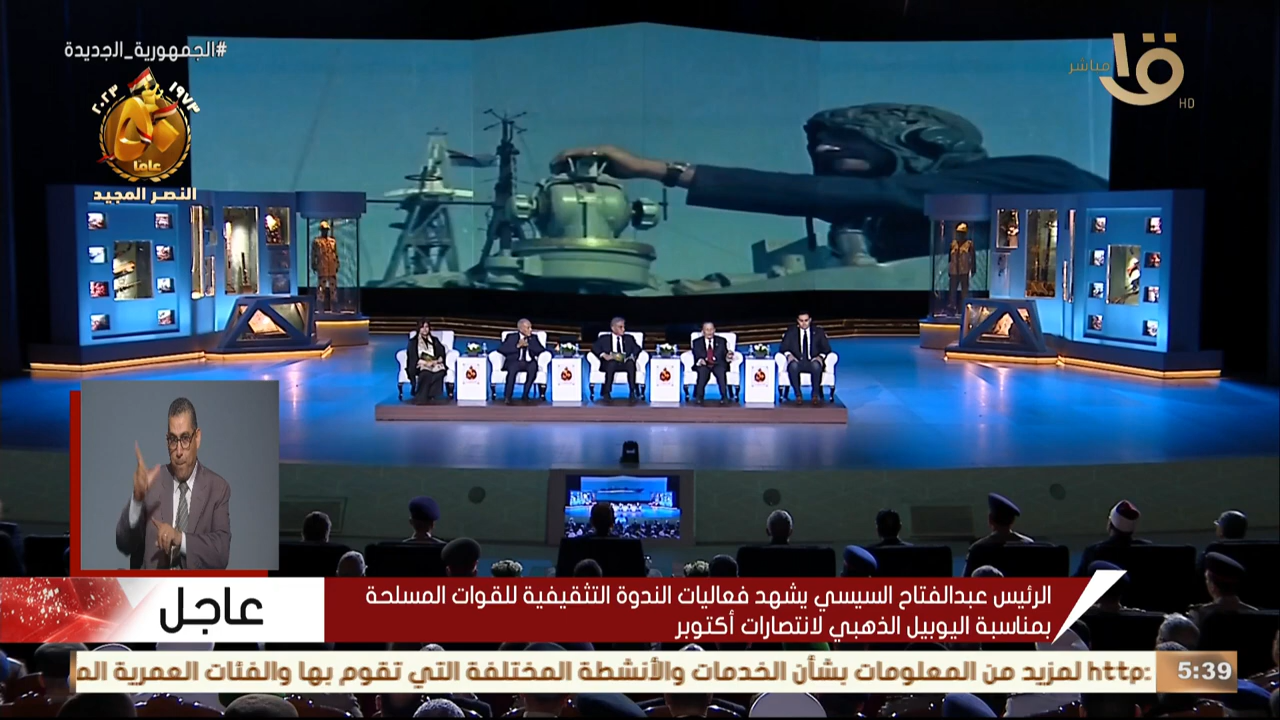 #الجمهورية_الجديدة
١٩٧٣
٢٠٢٣
٥٠
عامًا
النصر المجيد
مباشر
HD
عاجل
الرئيس عبدالفتاح السيسي يشهد فعاليات الندوة التثقيفية للقوات المسلحة
بمناسبة اليوبيل الذهبي لانتصارات أكتوبر
http: لمزيد من المعلومات بشأن الخدمات والأنشطة المختلفة التي تقوم بها والفئات العمرية الم
5:39